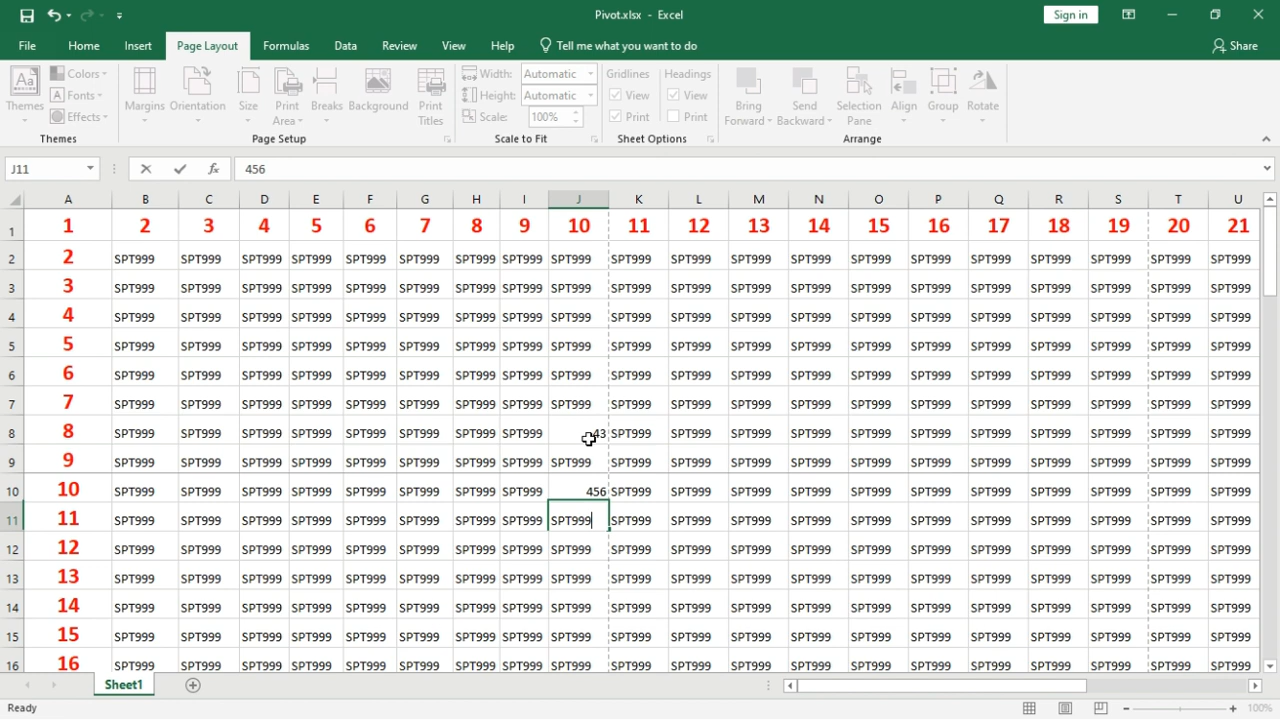 Pivot.xlsx - Excel
Sign in
File Home Insert Page Layout Formulas Data Review View Help Tell me what you want to do Share
Themes Colors Fonts Effects Margins Orientation Size Print Area Breaks Background Print Titles Width: Automatic Height: Automatic Scale: 100% Gridlines View Print Headings View Print Bring Forward Send Backward Selection Pane Align Group Rotate
Themes Page Setup Scale to Fit Sheet Options Arrange
J11 fx 456
A B C D E F G H I J K L M N O P Q R S T U
1 1 2 3 4 5 6 7 8 9 10 11 12 13 14 15 16 17 18 19 20 21
2 2 SPT999 SPT999 SPT999 SPT999 SPT999 SPT999 SPT999 SPT999 SPT999 SPT999 SPT999 SPT999 SPT999 SPT999 SPT999 SPT999 SPT999 SPT999 SPT999 SPT999
3 3 SPT999 SPT999 SPT999 SPT999 SPT999 SPT999 SPT999 SPT999 SPT999 SPT999 SPT999 SPT999 SPT999 SPT999 SPT999 SPT999 SPT999 SPT999 SPT999 SPT999
4 4 SPT999 SPT999 SPT999 SPT999 SPT999 SPT999 SPT999 SPT999 SPT999 SPT999 SPT999 SPT999 SPT999 SPT999 SPT999 SPT999 SPT999 SPT999 SPT999 SPT999
5 5 SPT999 SPT999 SPT999 SPT999 SPT999 SPT999 SPT999 SPT999 SPT999 SPT999 SPT999 SPT999 SPT999 SPT999 SPT999 SPT999 SPT999 SPT999 SPT999 SPT999
6 6 SPT999 SPT999 SPT999 SPT999 SPT999 SPT999 SPT999 SPT999 SPT999 SPT999 SPT999 SPT999 SPT999 SPT999 SPT999 SPT999 SPT999 SPT999 SPT999 SPT999
7 7 SPT999 SPT999 SPT999 SPT999 SPT999 SPT999 SPT999 SPT999 SPT999 SPT999 SPT999 SPT999 SPT999 SPT999 SPT999 SPT999 SPT999 SPT999 SPT999 SPT999
8 8 SPT999 SPT999 SPT999 SPT999 SPT999 SPT999 SPT999 SPT999 SPT999 SPT999 SPT999 SPT999 SPT999 SPT999 SPT999 SPT999 SPT999 SPT999 SPT999
9 9 SPT999 SPT999 SPT999 SPT999 SPT999 SPT999 SPT999 SPT999 SPT999 SPT999 SPT999 SPT999 SPT999 SPT999 SPT999 SPT999 SPT999 SPT999 SPT999 SPT999
10 10 SPT999 SPT999 SPT999 SPT999 SPT999 SPT999 SPT999 SPT999 456 SPT999 SPT999 SPT999 SPT999 SPT999 SPT999 SPT999 SPT999 SPT999 SPT999 SPT999
11 11 SPT999 SPT999 SPT999 SPT999 SPT999 SPT999 SPT999 SPT999 SPT999 SPT999 SPT999 SPT999 SPT999 SPT999 SPT999 SPT999 SPT999 SPT999 SPT999 SPT999
12 12 SPT999 SPT999 SPT999 SPT999 SPT999 SPT999 SPT999 SPT999 SPT999 SPT999 SPT999 SPT999 SPT999 SPT999 SPT999 SPT999 SPT999 SPT999 SPT999 SPT999
13 13 SPT999 SPT999 SPT999 SPT999 SPT999 SPT999 SPT999 SPT999 SPT999 SPT999 SPT999 SPT999 SPT999 SPT999 SPT999 SPT999 SPT999 SPT999 SPT999 SPT999
14 14 SPT999 SPT999 SPT999 SPT999 SPT999 SPT999 SPT999 SPT999 SPT999 SPT999 SPT999 SPT999 SPT999 SPT999 SPT999 SPT999 SPT999 SPT999 SPT999 SPT999
15 15 SPT999 SPT999 SPT999 SPT999 SPT999 SPT999 SPT999 SPT999 SPT999 SPT999 SPT999 SPT999 SPT999 SPT999 SPT999 SPT999 SPT999 SPT999 SPT999 SPT999
16 16 SPT999 SPT999 SPT999 SPT999 SPT999 SPT999 SPT999 SPT999 SPT999 SPT999 SPT999 SPT999 SPT999 SPT999 SPT999 SPT999 SPT999 SPT999 SPT999 SPT999
Sheet1
Ready 100%